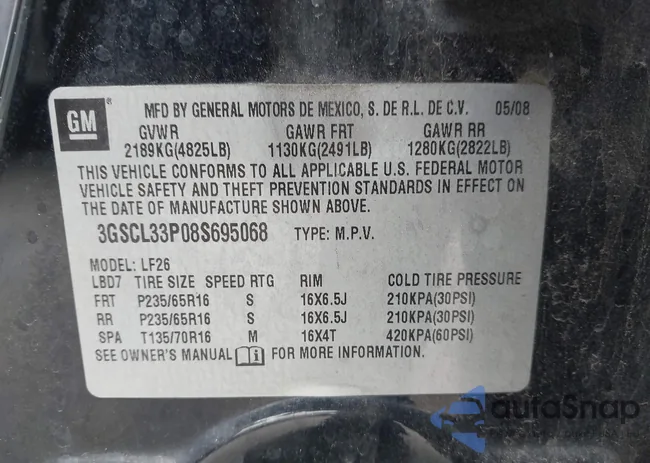 GM ® MFD BY GENERAL MOTORS DE MEXICO, S. DE R.L. DE C.V. 05/08
GVWR GAWR FRT GAWR RR
2189KG(4825LB) 1130KG(2491LB) 1280KG(2822LB)
THIS VEHICLE CONFORMS TO ALL APPLICABLE U.S. FEDERAL MOTOR
VEHICLE SAFETY AND THEFT PREVENTION STANDARDS IN EFFECT ON
THE DATE OF MANUFACTURE SHOWN ABOVE.
3GSCL33P08S695068 TYPE: M.P.V.
MODEL: LF26
LBD7 TIRE SIZE SPEED RTG RIM COLD TIRE PRESSURE
FRT P235/65R16 S 16X6.5J 210KPA(30PSI)
RR P235/65R16 S 16X6.5J 210KPA(30PSI)
SPA T135/70R16 M 16X4T 420KPA(60PSI)
SEE OWNER'S MANUAL i FOR MORE INFORMATION.
autoSnap
YOUR AUTO PARTNER